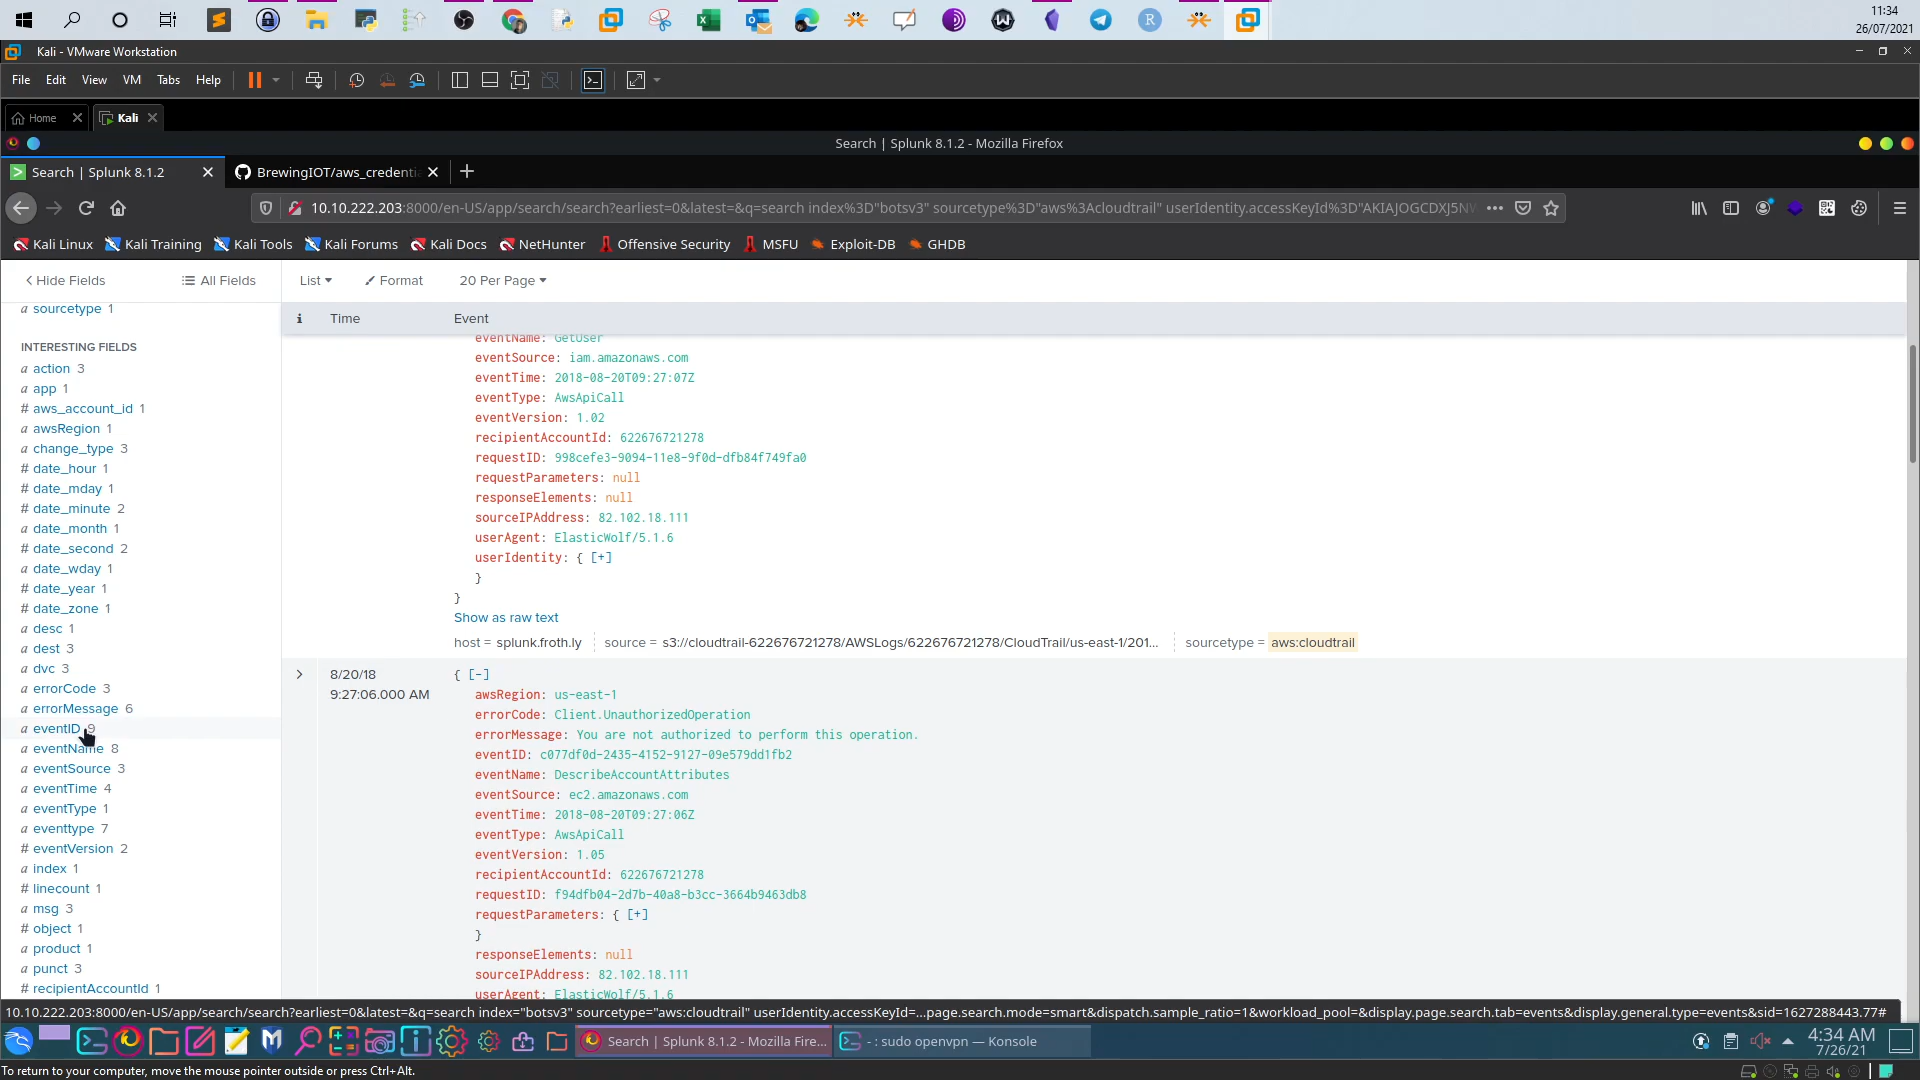 11:34
26/07/2021
Kali - VMware Workstation
File Edit View VM Tabs Help
Home Kali
Search | Splunk 8.1.2 - Mozilla Firefox
Search | Splunk 8.1.2 BrewingIOT/aws_credentia
10.10.222.203:8000/en-US/app/search/search?earliest=0&latest=&q=search index%3D"botsv3" sourcetype%3D"aws%3Acloudtrail" userIdentity.accessKeyId%3D"AKIAJOGCDXJ5NW
Kali Linux Kali Training Kali Tools Kali Forums Kali Docs NetHunter Offensive Security MSFU Exploit-DB GHDB
Hide Fields All Fields List Format 20 Per Page
a sourcetype 1
i Time Event
INTERESTING FIELDS
a action 3
a app 1
# aws_account_id 1
a awsRegion 1
a change_type 3
# date_hour 1
# date_mday 1
# date_minute 2
a date_month 1
# date_second 2
a date_wday 1
# date_year 1
# date_zone 1
a desc 1
a dest 3
a dvc 3
a errorCode 3
a errorMessage 6
a eventID 9
a eventName 8
a eventSource 3
a eventTime 4
a eventType 1
a eventtype 7
# eventVersion 2
a index 1
# linecount 1
a msg 3
# object 1
a product 1
a punct 3
# recipientAccountId 1
eventName: GetUser
eventSource: iam.amazonaws.com
eventTime: 2018-08-20T09:27:07Z
eventType: AwsApiCall
eventVersion: 1.02
recipientAccountId: 622676721278
requestID: 998cefe3-9094-11e8-9f0d-dfb84f749fa0
requestParameters: null
responseElements: null
sourceIPAddress: 82.102.18.111
userAgent: ElasticWolf/5.1.6
userIdentity: { [+]
}
}
Show as raw text
host = splunk.froth.ly source = s3://cloudtrail-622676721278/AWSLogs/622676721278/CloudTrail/us-east-1/201... sourcetype = aws:cloudtrail
8/20/18
9:27:06.000 AM
{ [-]
awsRegion: us-east-1
errorCode: Client.UnauthorizedOperation
errorMessage: You are not authorized to perform this operation.
eventID: c077df0d-2435-4152-9127-09e579dd1fb2
eventName: DescribeAccountAttributes
eventSource: ec2.amazonaws.com
eventTime: 2018-08-20T09:27:06Z
eventType: AwsApiCall
eventVersion: 1.05
recipientAccountId: 622676721278
requestID: f94dfb04-2d7b-40a8-b3cc-3664b9463db8
requestParameters: { [+]
}
responseElements: null
sourceIPAddress: 82.102.18.111
userAgent: ElasticWolf/5.1.6
10.10.222.203:8000/en-US/app/search/search?earliest=0&latest=&q=search index="botsv3" sourcetype="aws:cloudtrail" userIdentity.accessKeyId=...page.search.mode=smart&dispatch.sample_ratio=1&workload_pool=&display.page.search.tab=events&display.general.type=events&sid=1627288443.77#
Search | Splunk 8.1.2 - Mozilla Fire... - : sudo openvpn — Konsole
4:34 AM
7/26/21
To return to your computer, move the mouse pointer outside or press Ctrl+Alt.